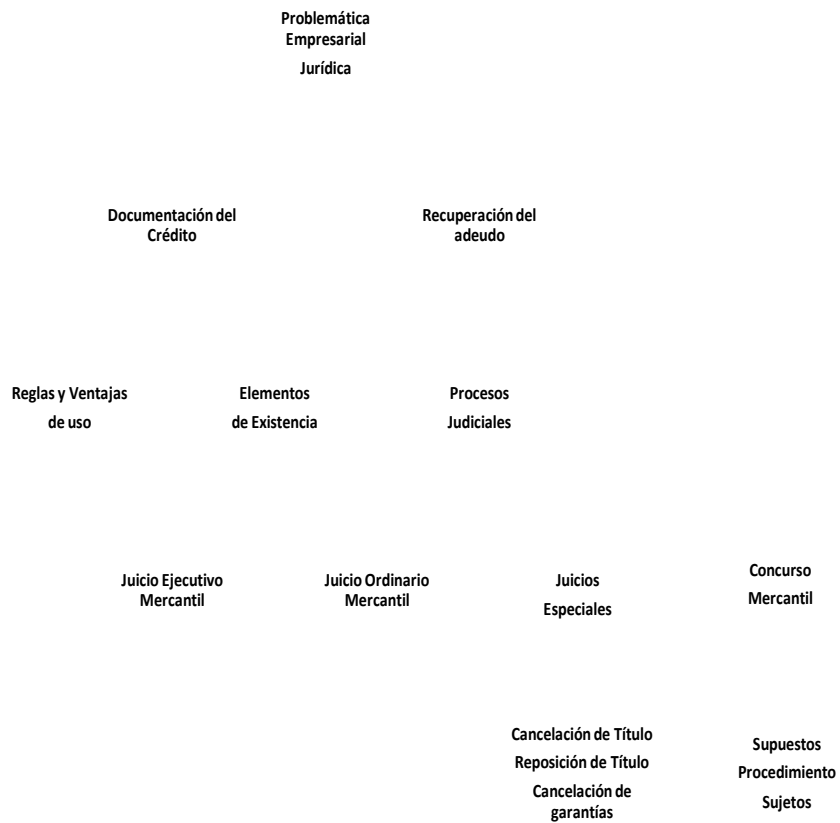 Problemática
Empresarial
Jurídica
Documentación del
Crédito
Recuperación del
adeudo
Reglas y Ventajas
de uso
Elementos
de Existencia
Procesos
Judiciales
Juicio Ejecutivo
Mercantil
Juicio Ordinario
Mercantil
Juicios
Especiales
Concurso
Mercantil
Cancelación de Título
Reposición de Título
Cancelación de
garantías
Supuestos
Procedimiento
Sujetos